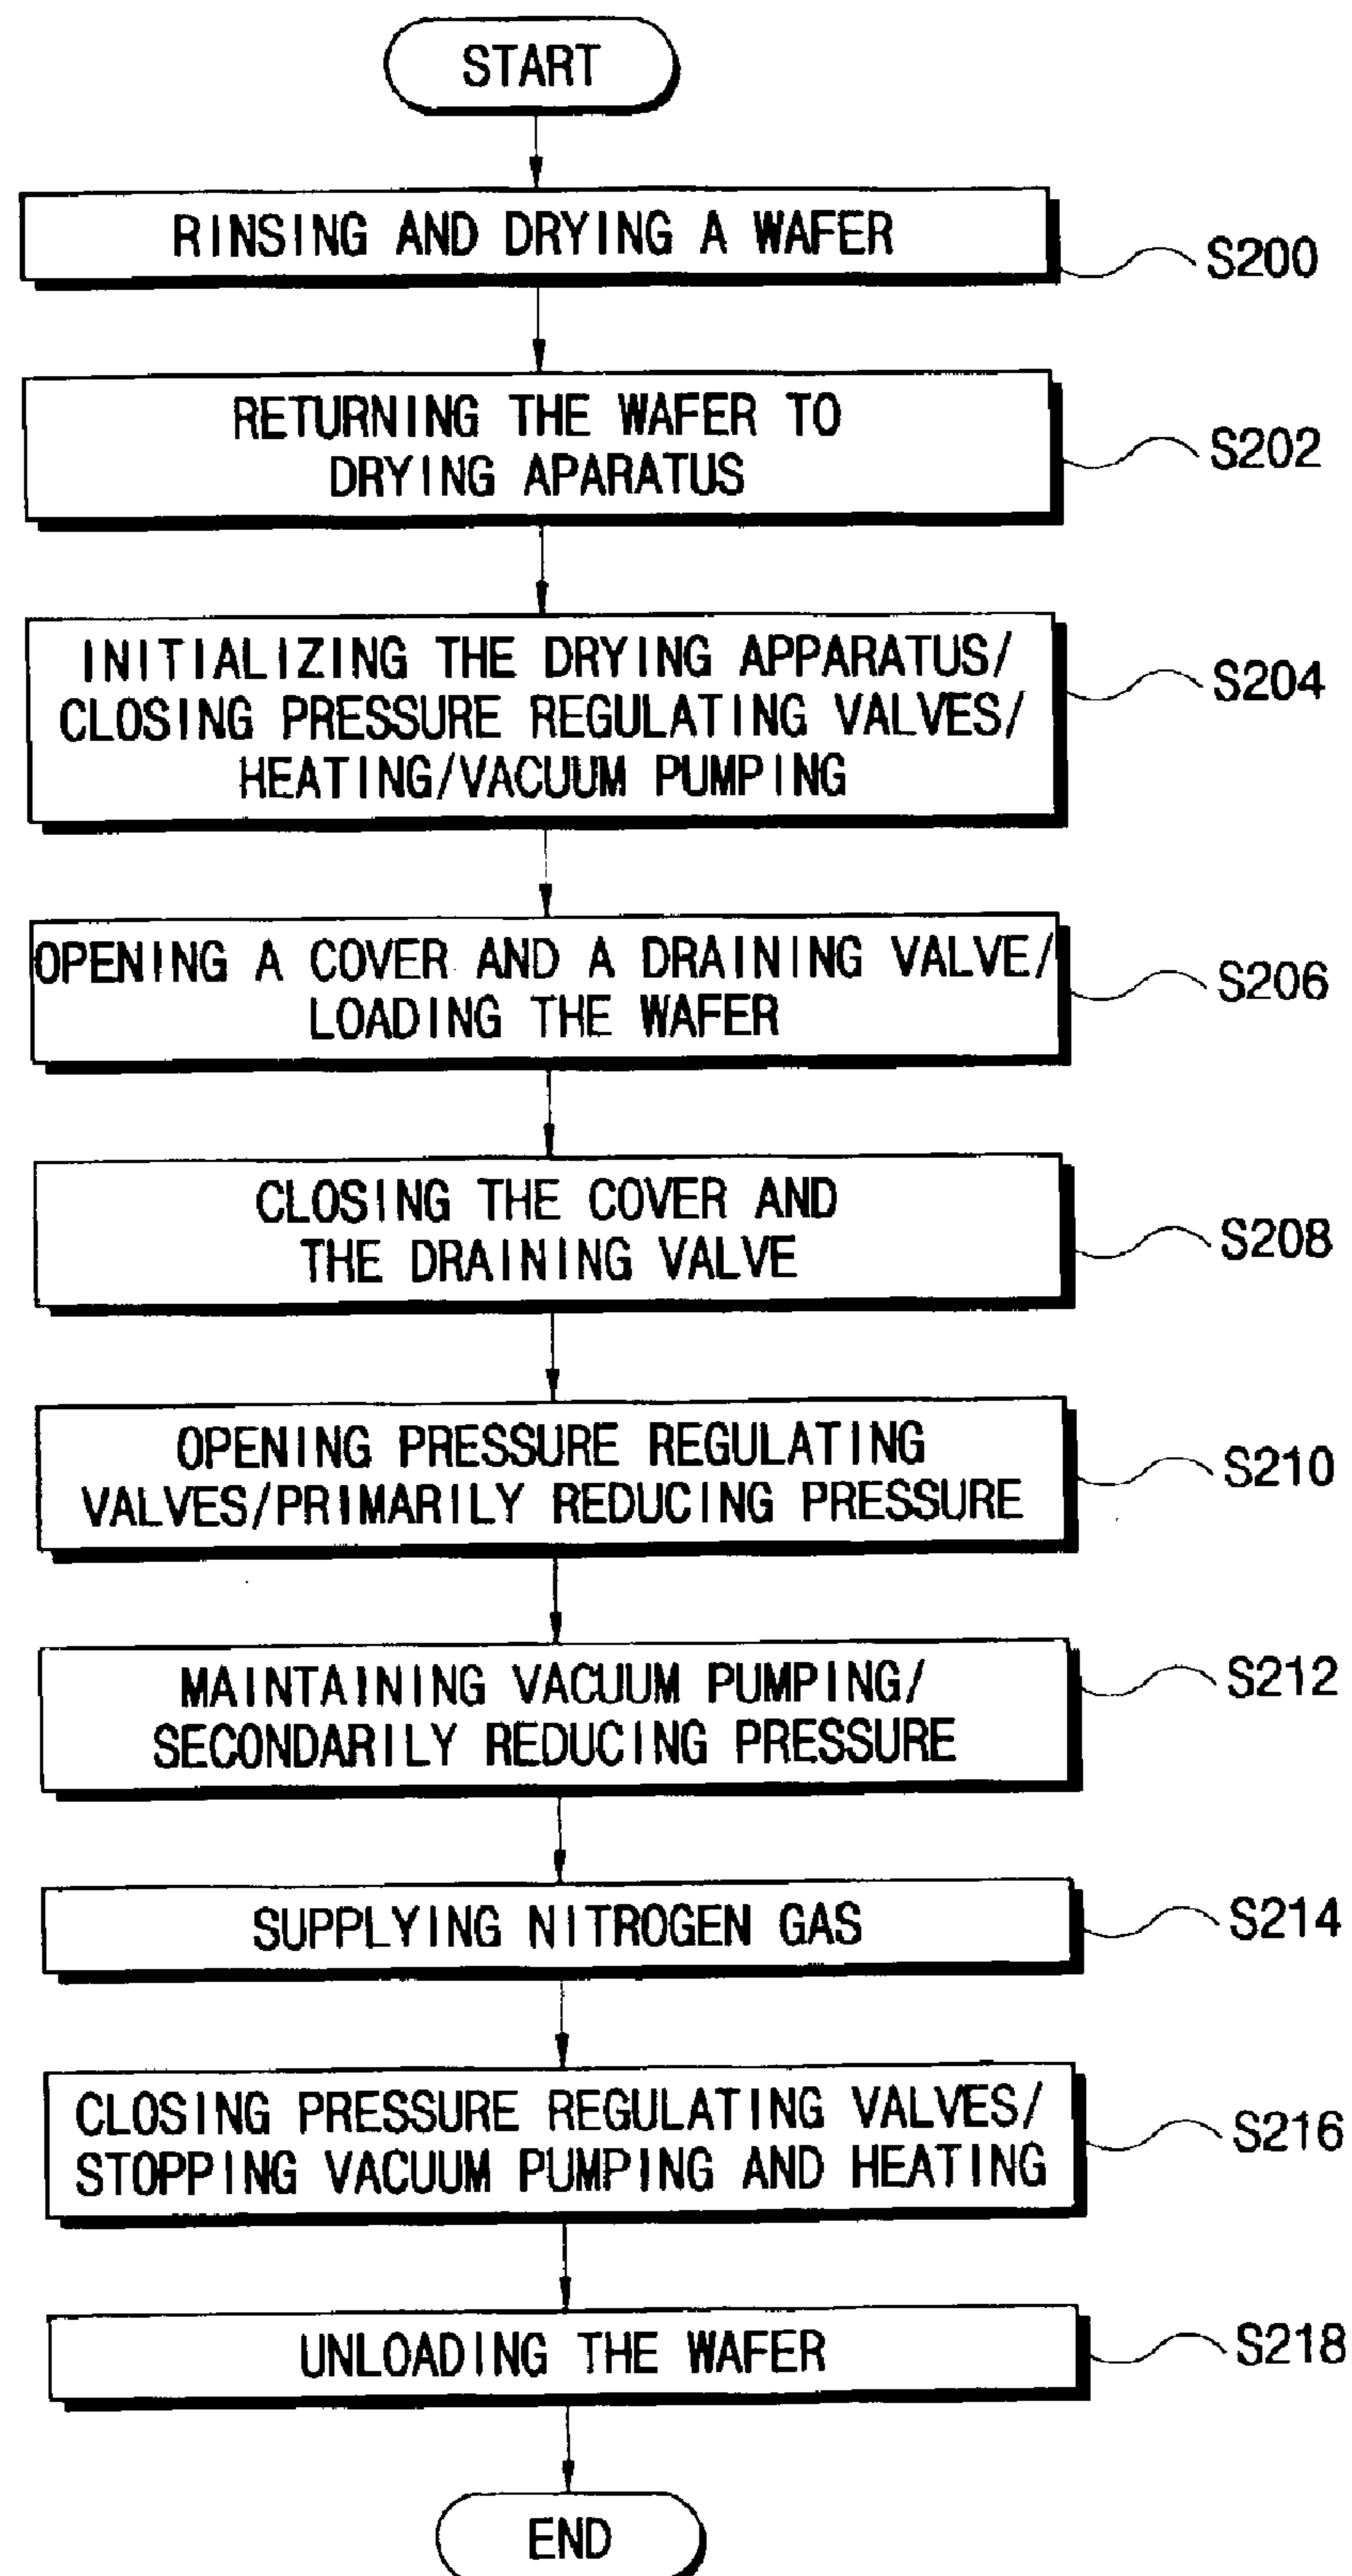 START
RINSING AND DRYING A WAFER
S200
RETURNING THE WAFER TO
DRYING APARATUS
S202
INITIALIZING THE DRYING APPARATUS/
CLOSING PRESSURE REGULATING VALVES/
HEATING/VACUUM PUMPING
S204
OPENING A COVER AND A DRAINING VALVE/
LOADING THE WAFER
S206
CLOSING THE COVER AND
THE DRAINING VALVE
S208
OPENING PRESSURE REGULATING
VALVES/PRIMARILY REDUCING PRESSURE
S210
MAINTAINING VACUUM PUMPING/
SECONDARILY REDUCING PRESSURE
S212
SUPPLYING NITROGEN GAS
S214
CLOSING PRESSURE REGULATING VALVES/
STOPPING VACUUM PUMPING AND HEATING
S216
UNLOADING THE WAFER
S218
END